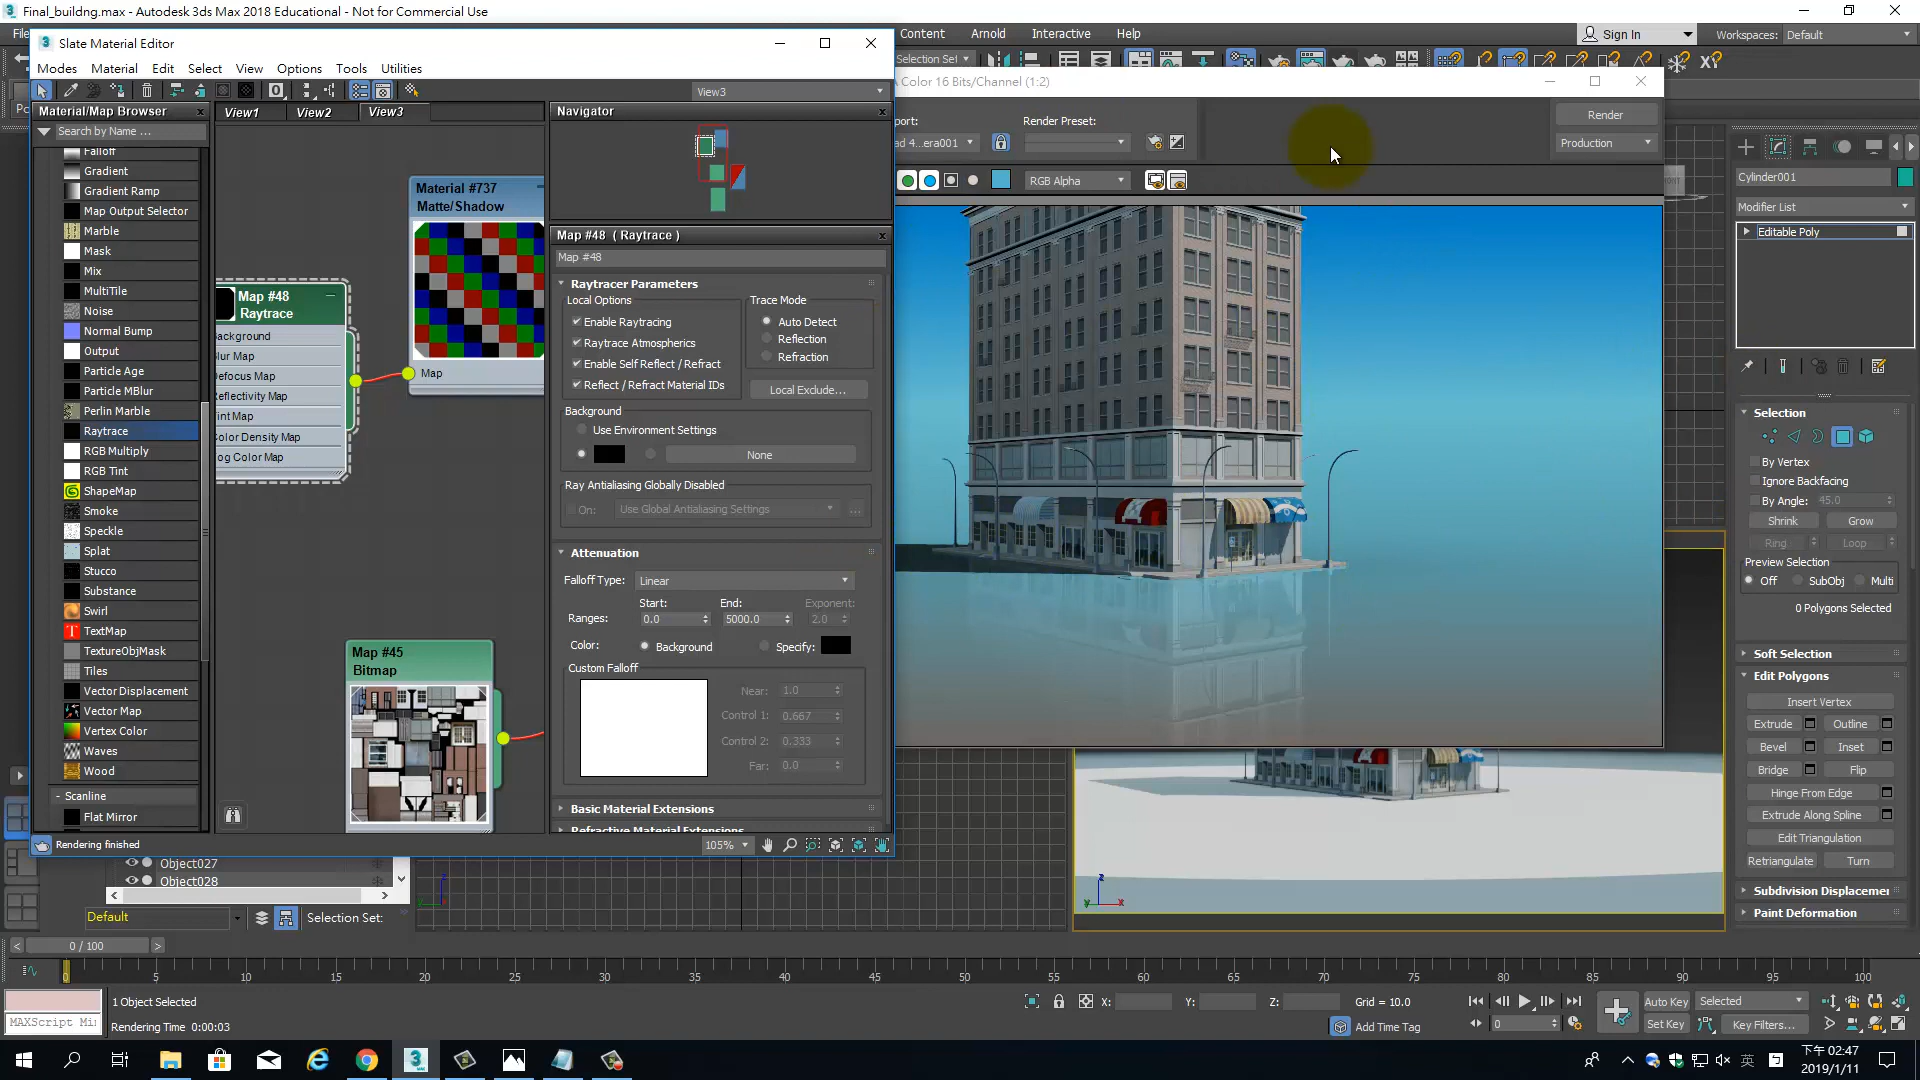 Final_buildng.max - Autodesk 3ds Max 2018 Educational - Not for Commercial Use
Content Arnold Interactive Help
Sign In
Workspaces: Default
Slate Material Editor
Modes Material Edit Select View Options Tools Utilities
View3
Material/Map Browser
View1 View2 View3
Search by Name ...
Falloff
Gradient
Gradient Ramp
Map Output Selector
Marble
Mask
Mix
MultiTile
Noise
Normal Bump
Output
Particle Age
Particle MBlur
Perlin Marble
Raytrace
RGB Multiply
RGB Tint
ShapeMap
Smoke
Speckle
Splat
Stucco
Substance
Swirl
TextMap
TextureObjMask
Tiles
Vector Displacement
Vector Map
Vertex Color
Waves
Wood
- Scanline
Flat Mirror
Map #48
Raytrace
Material #737
Matte/Shadow
Map
Reflectivity Map
Color Density Map
Map #45
Bitmap
Navigator
Map #48 ( Raytrace )
Map #48
Raytracer Parameters
Local Options
Enable Raytracing
Raytrace Atmospherics
Enable Self Reflect / Refract
Reflect / Refract Material IDs
Trace Mode
Auto Detect
Reflection
Refraction
Local Exclude...
Background
Use Environment Settings
None
Ray Antialiasing Globally Disabled
On: Use Global Antialiasing Settings ...
Attenuation
Falloff Type: Linear
Start: End: Exponent:
Ranges: 0.0 5000.0 2.0
Color: Background Specify:
Custom Falloff
Near: 1.0
Control 1: 0.667
Control 2: 0.333
Far: 0.0
Basic Material Extensions
Refractive Material Extensions
Rendering finished
105%
Color 16 Bits/Channel (1:2)
Render Preset:
Render
Production
RGB Alpha
Cylinder001
Modifier List
Editable Poly
Selection
By Vertex
Ignore Backfacing
By Angle: 45.0
Shrink Grow
Ring Loop
Preview Selection
Off SubObj Multi
0 Polygons Selected
Soft Selection
Edit Polygons
Insert Vertex
Extrude Outline
Bevel Inset
Bridge Flip
Hinge From Edge
Extrude Along Spline
Edit Triangulation
Retriangulate Turn
Subdivision Displacemen
Paint Deformation
Object027
Object028
Default
Selection Set:
0 / 100
0 5 10 15 20 25 30 35 40 45 50 55 60 65 70 75 80 85 90 95 100
1 Object Selected
X: Y: Z: Grid = 10.0
Auto Key Selected
MAXScript Mi
Rendering Time 0:00:03
Add Time Tag
0
Set Key Key Filters...
英
下午 02:47
2019/1/11